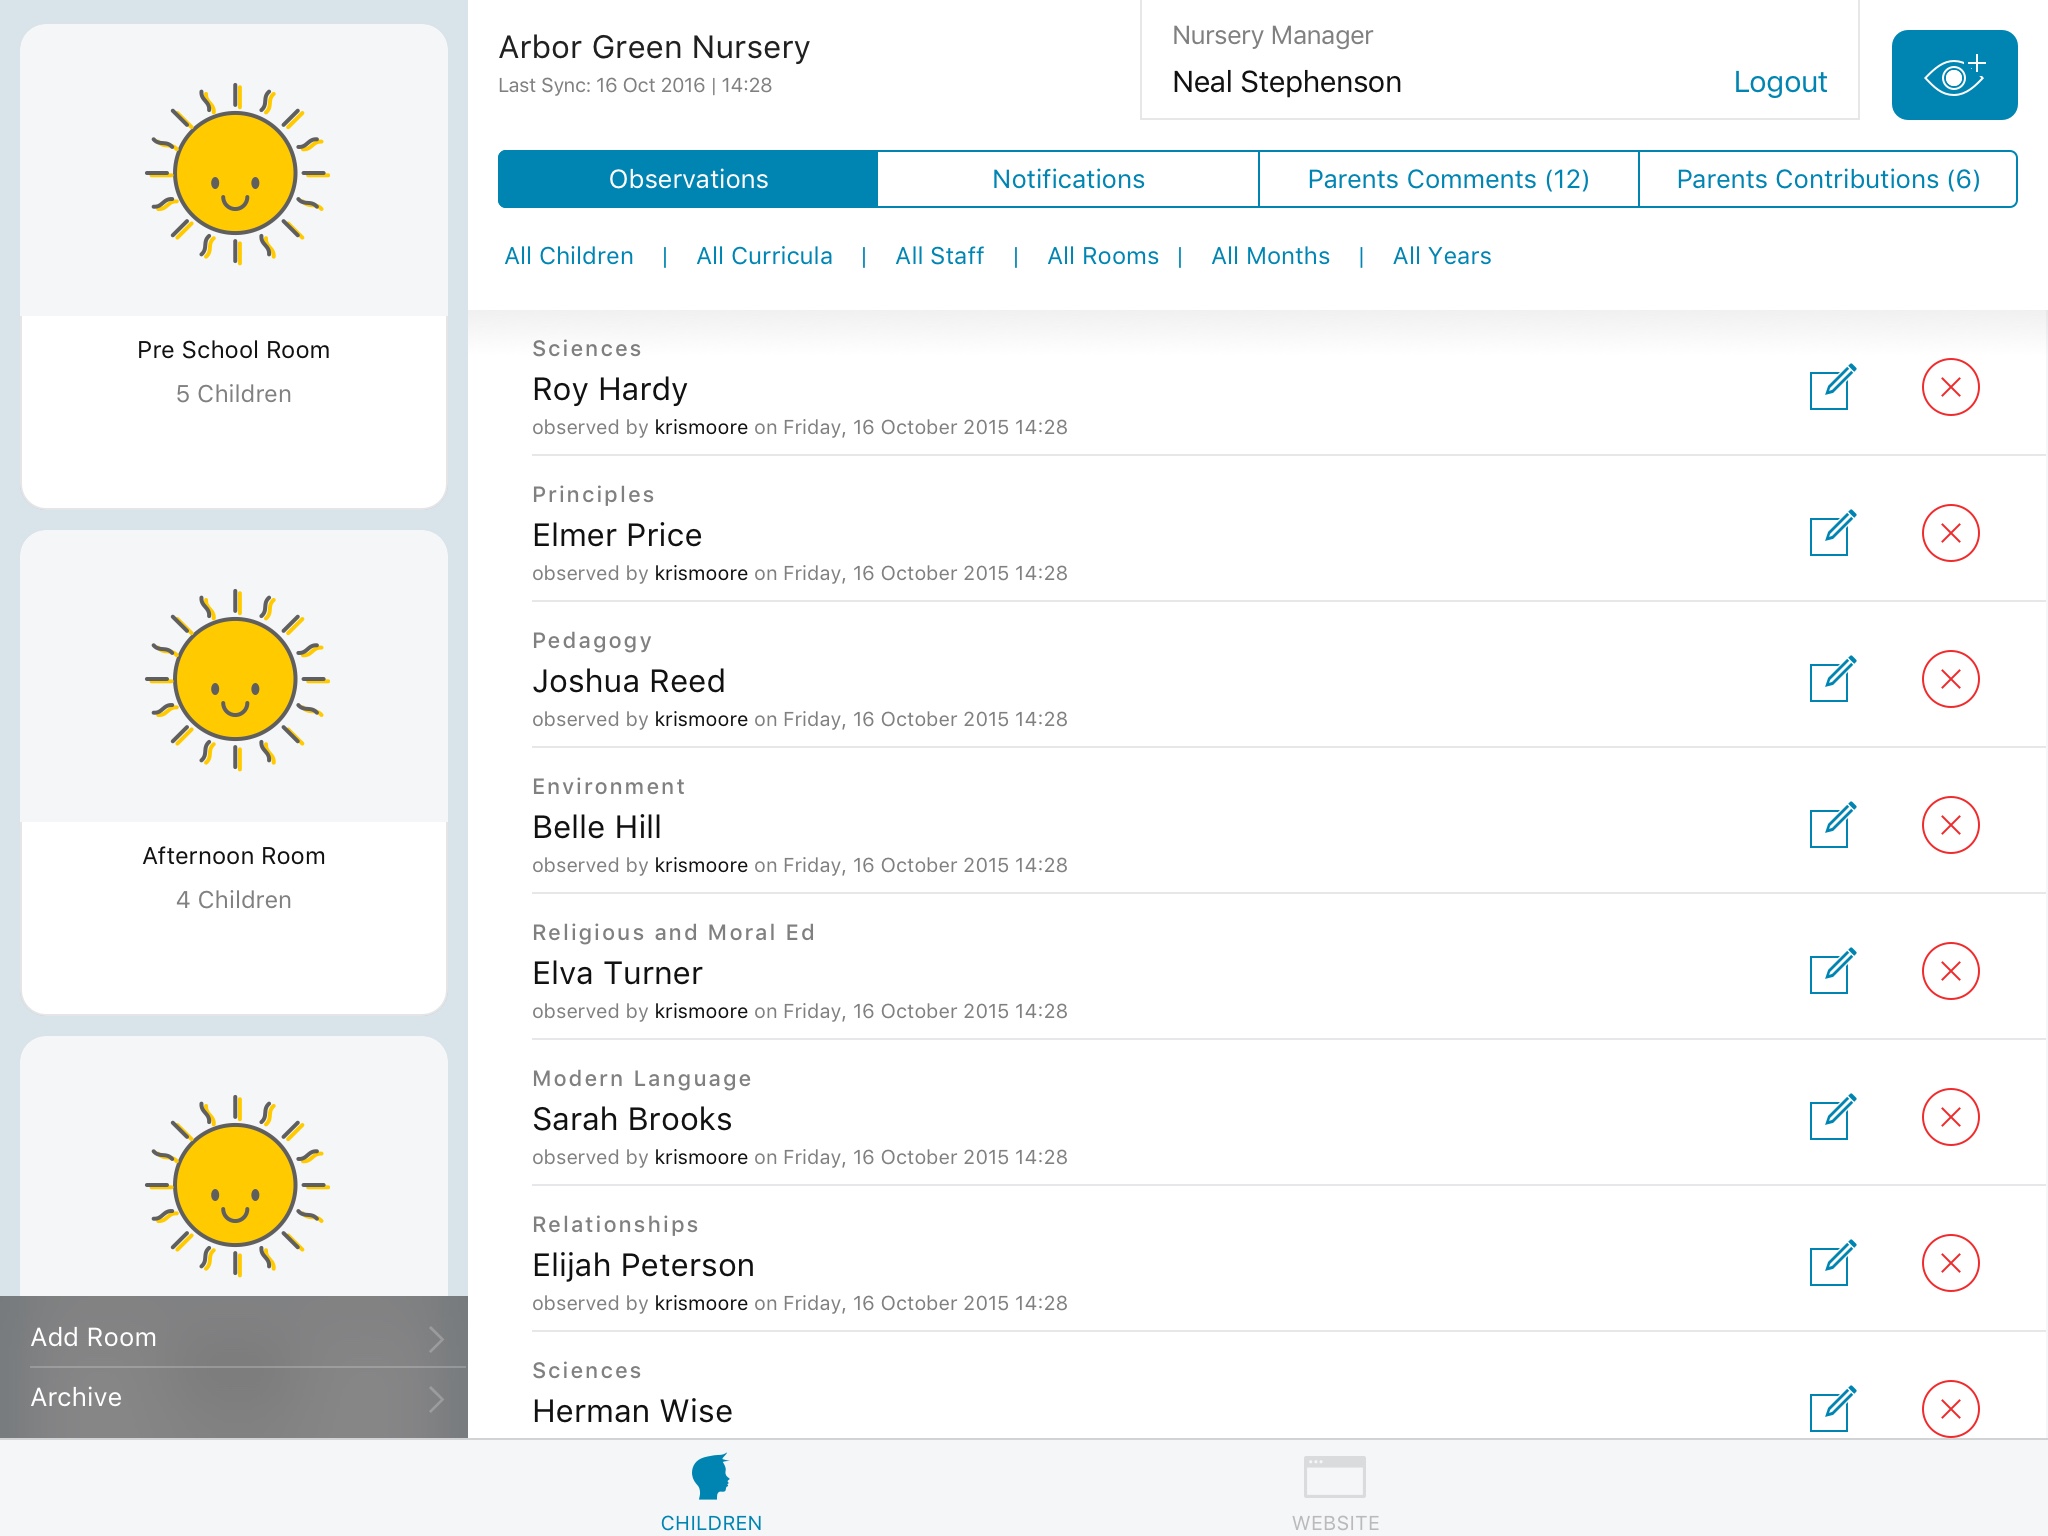 Pre School Room
5 Children
Afternoon Room
4 Children
Add Room
Archive
Arbor Green Nursery
Last Sync: 16 Oct 2016 | 14:28
Nursery Manager
Neal Stephenson Logout
Observations Notifications Parents Comments (12) Parents Contributions (6)
All Children | All Curricula | All Staff | All Rooms | All Months | All Years
Sciences
Roy Hardy
observed by krismoore on Friday, 16 October 2015 14:28
Principles
Elmer Price
observed by krismoore on Friday, 16 October 2015 14:28
Pedagogy
Joshua Reed
observed by krismoore on Friday, 16 October 2015 14:28
Environment
Belle Hill
observed by krismoore on Friday, 16 October 2015 14:28
Religious and Moral Ed
Elva Turner
observed by krismoore on Friday, 16 October 2015 14:28
Modern Language
Sarah Brooks
observed by krismoore on Friday, 16 October 2015 14:28
Relationships
Elijah Peterson
observed by krismoore on Friday, 16 October 2015 14:28
Sciences
Herman Wise
CHILDREN WEBSITE